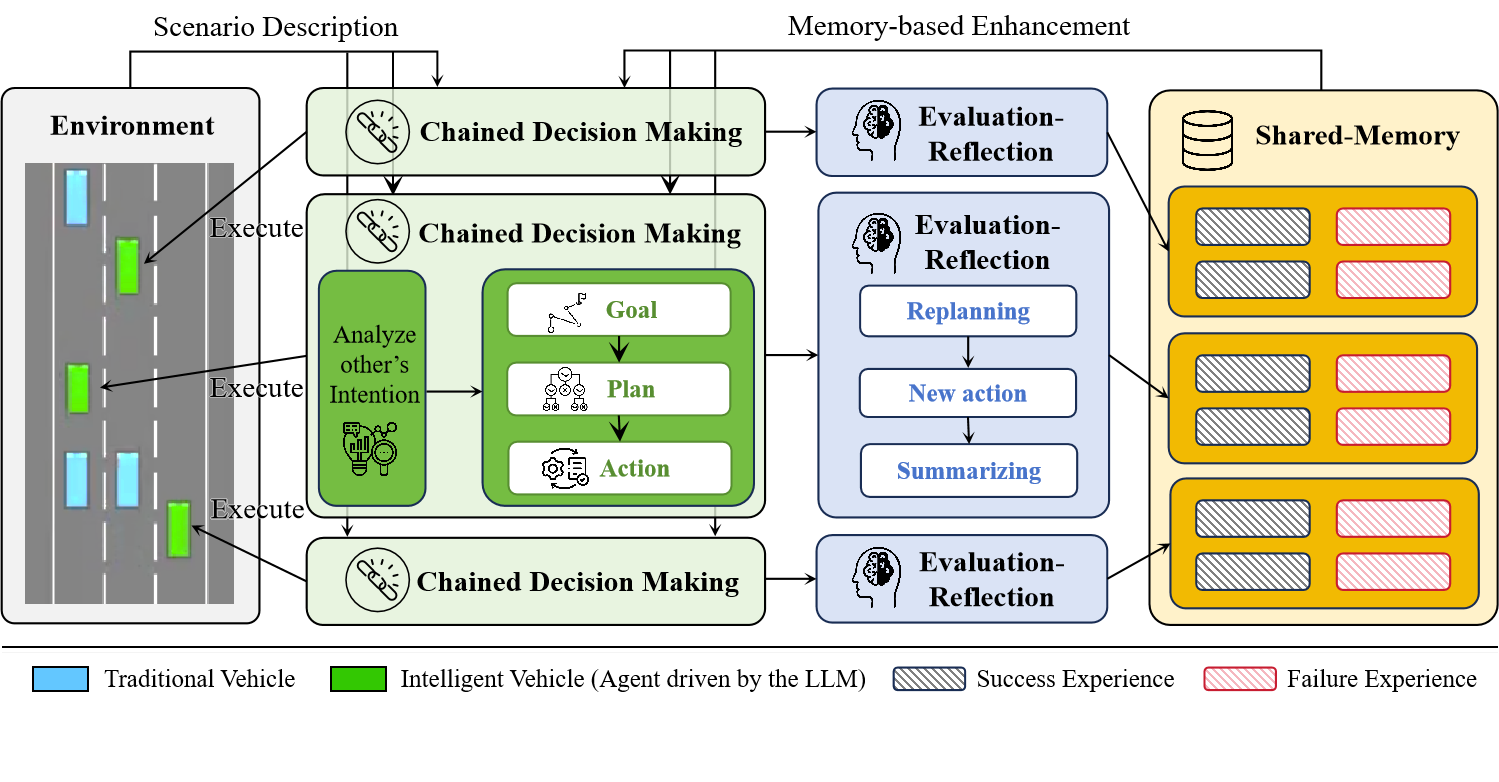 Scenario Description
Memory-based Enhancement
Environment
Execute
Execute
Execute
Chained Decision Making
Chained Decision Making
Analyze
other's
Intention
Goal
Plan
Action
Chained Decision Making
Evaluation-
Reflection
Evaluation-
Reflection
Replanning
New action
Summarizing
Evaluation-
Reflection
Shared-Memory
Traditional Vehicle
Intelligent Vehicle (Agent driven by the LLM)
Success Experience
Failure Experience